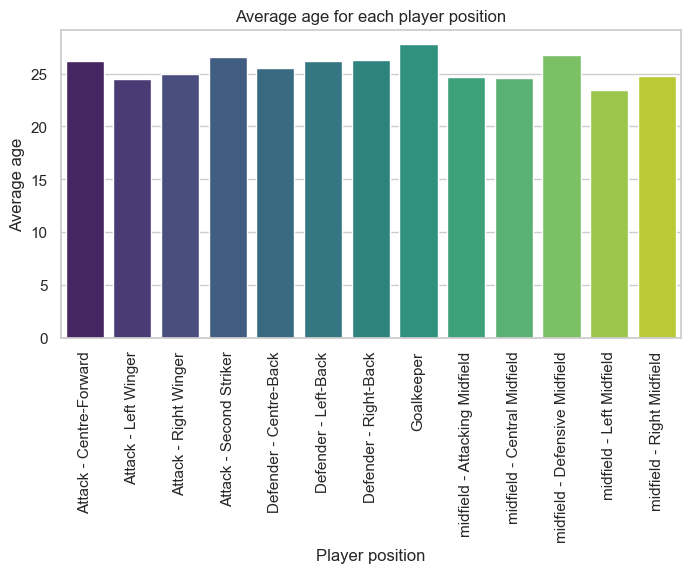 Average age for each player position
Average age
25
20
15
10
5
0
Attack - Centre-Forward
Attack - Left Winger
Attack - Right Winger
Attack - Second Striker
Defender - Centre-Back
Defender - Left-Back
Defender - Right-Back
Goalkeeper
midfield - Attacking Midfield
midfield - Central Midfield
midfield - Defensive Midfield
midfield - Left Midfield
midfield - Right Midfield
Player position